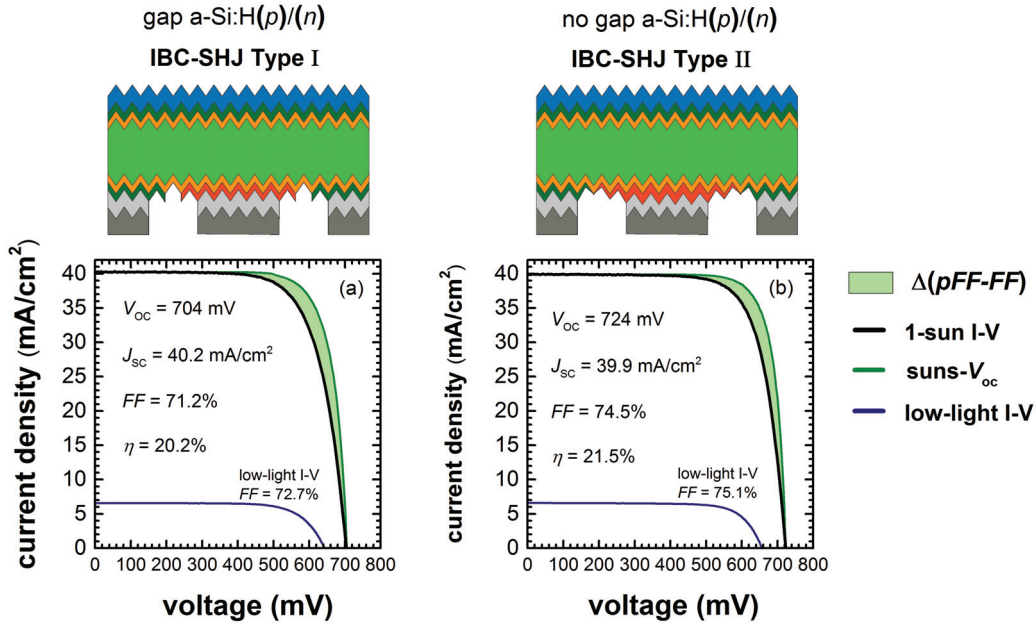 gap a-Si:H(p)/(n)
IBC-SHJ Type I
no gap a-Si:H(p)/(n)
IBC-SHJ Type II
current density (mA/cm²)
40
35
30
25
20
15
10
5
0
(a)
V_OC = 704 mV
J_SC = 40.2 mA/cm²
FF = 71.2%
η = 20.2%
low-light I-V
FF = 72.7%
0 100 200 300 400 500 600 700 800
voltage (mV)
current density (mA/cm²)
40
35
30
25
20
15
10
5
0
(b)
V_OC = 724 mV
J_SC = 39.9 mA/cm²
FF = 74.5%
η = 21.5%
low-light I-V
FF = 75.1%
0 100 200 300 400 500 600 700 800
voltage (mV)
Δ(pFF-FF)
1-sun I-V
suns-V_oc
low-light I-V